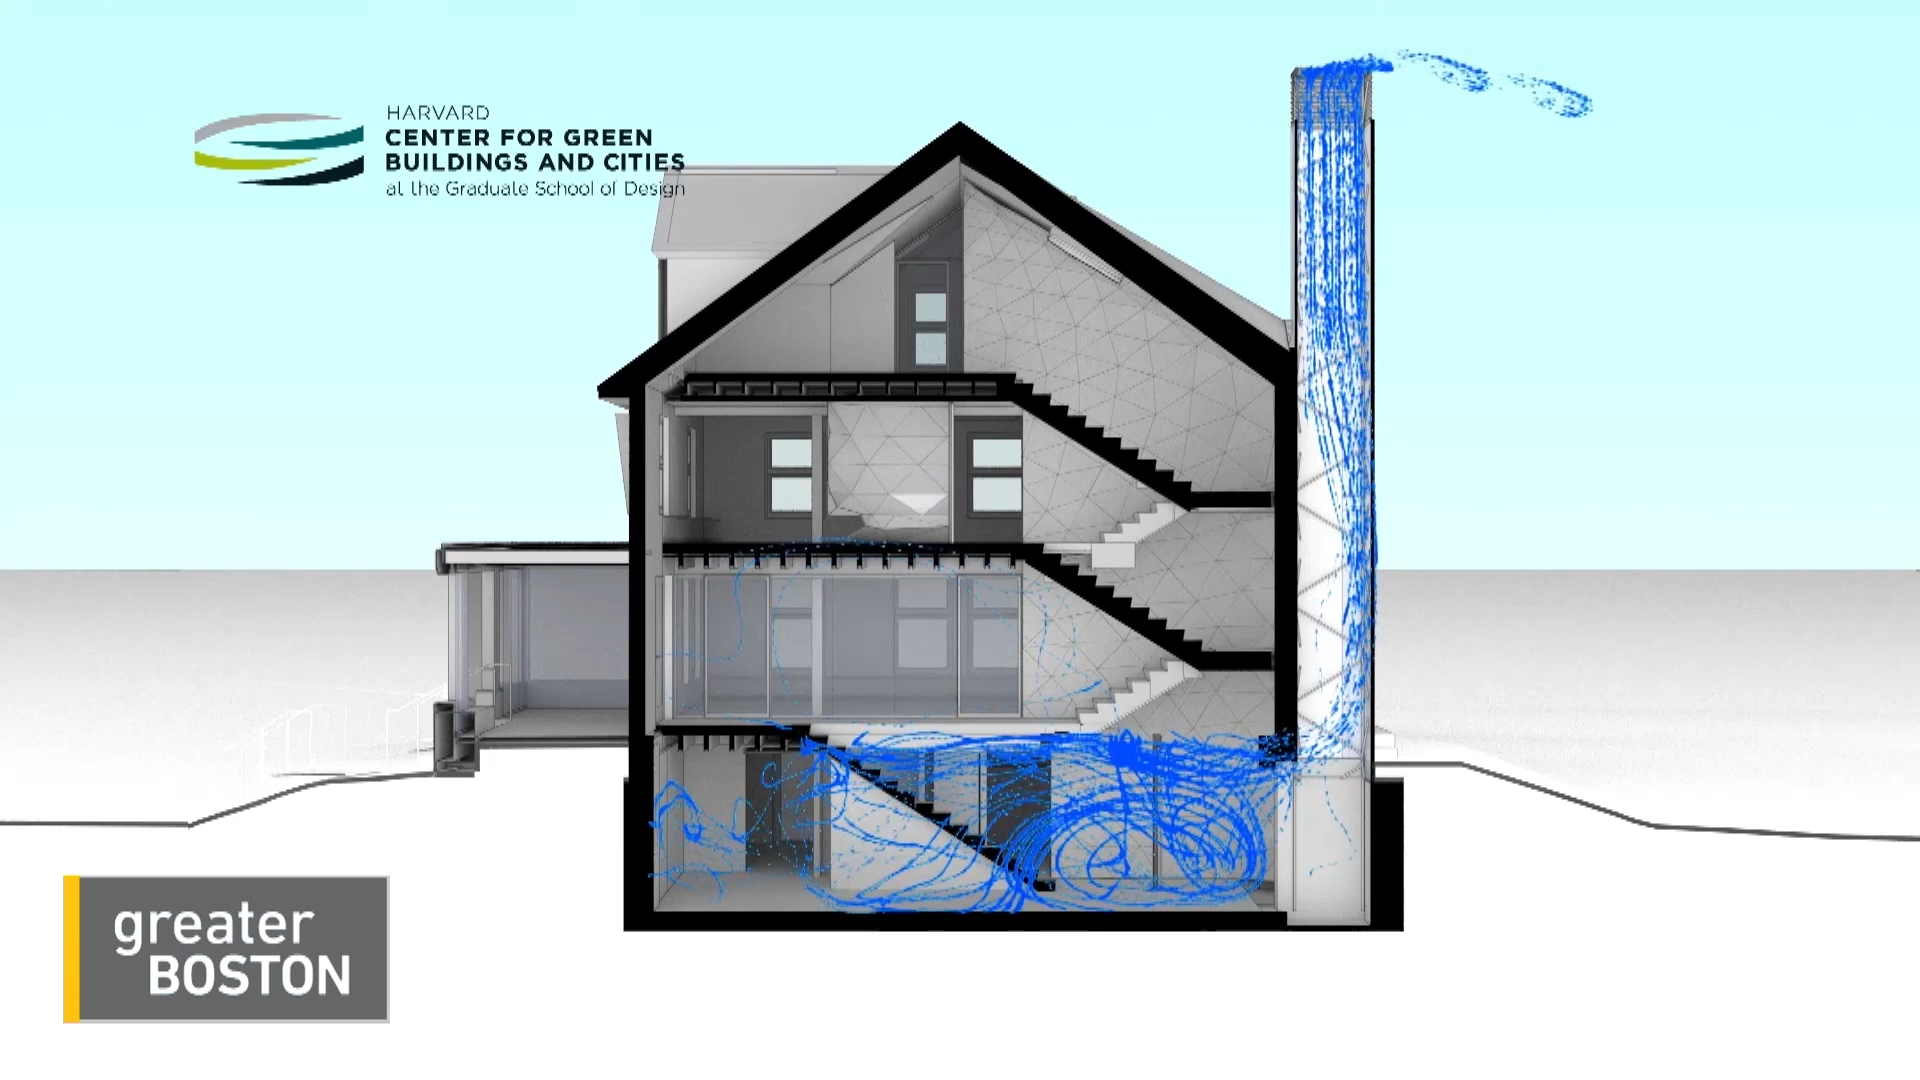 HARVARD
CENTER FOR GREEN
BUILDINGS AND CITIES
at the Graduate School of Design
greater
BOSTON